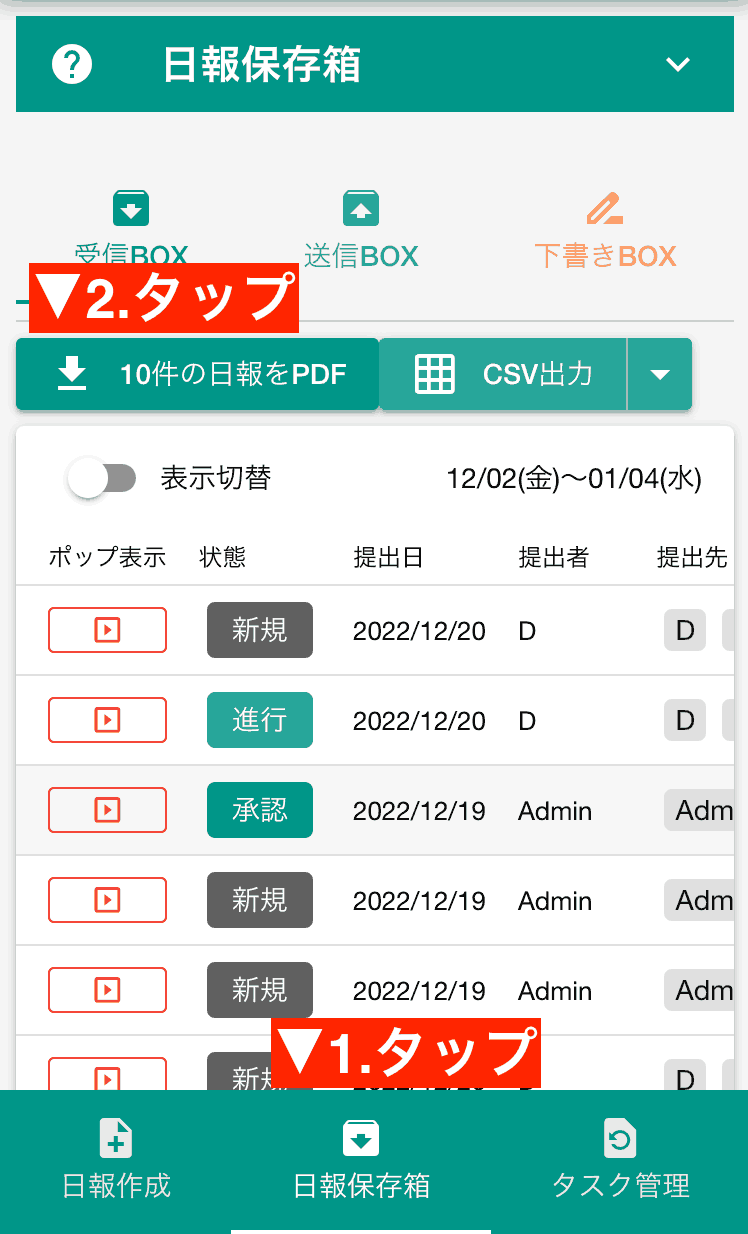 日報保存箱
受信BOX 送信BOX 下書きBOX
▼2.タップ
10件の日報をPDF CSV出力
表示切替 12/02(金)〜01/04(水)
ポップ表示 状態 提出日 提出者 提出先
新規 2022/12/20 D D
進行 2022/12/20 D D
承認 2022/12/19 Admin Adm
新規 2022/12/19 Admin Adm
新規 2022/12/19 Admin Adm
▼1.タップ
新規 D
日報作成 日報保存箱 タスク管理